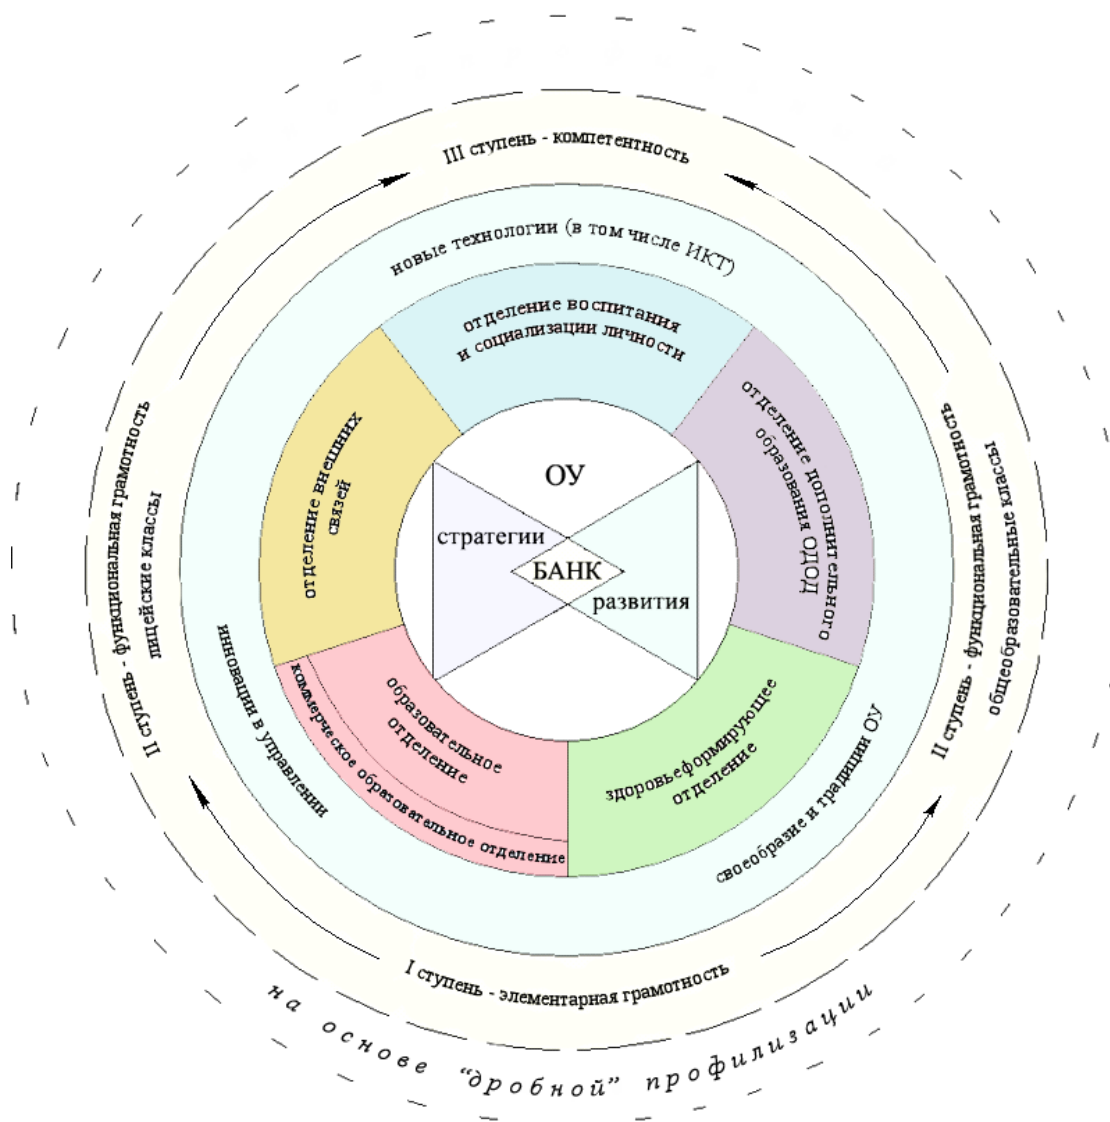 III ступень - компетентность
новые технологии (в том числе ИКТ)
отделение воспитания
и социализации личности
отделение внешних
связей
отделение дополнительного
образования ОДОД
ОУ
стратегии
БАНК
развития
II ступень - функциональная грамотность
лицейские классы
II ступень - функциональная грамотность
общеобразовательные классы
образовательное
отделение
коммерческое образовательное отделение
здоровьеформирующее
отделение
инновации в управлении
своеобразие и традиции ОУ
I ступень - элементарная грамотность
на основе "дробной" профилизации